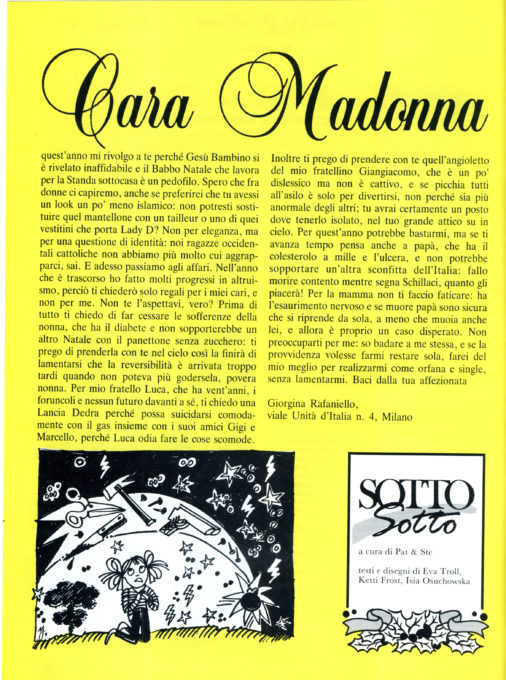 Cara Madonna
quest'anno mi rivolgo a te perché Gesù Bambino si
è rivelato inaffidabile e il Babbo Natale che lavora
per la Standa sottocasa è un pedofilo. Spero che fra
donne ci capiremo, anche se preferirei che tu avessi
un look un po' meno islamico: non potresti sosti-
tuire quel mantellone con un tailleur o uno di quei
vestitini che porta Lady D? Non per eleganza, ma
per una questione di identità: noi ragazze occiden-
tali cattoliche non abbiamo più molto cui aggrap-
parci, sai. E adesso passiamo agli affari. Nell'anno
che è trascorso ho fatto molti progressi in altrui-
smo, perciò ti chiederò solo regali per i miei cari, e
non per me. Non te l'aspettavi, vero? Prima di
tutto ti chiedo di far cessare le sofferenze della
nonna, che ha il diabete e non sopporterebbe un
altro Natale con il panettone senza zucchero: ti
prego di prenderla con te nel cielo così la finirà di
lamentarsi che la reversibilità è arrivata troppo
tardi quando non poteva più godersela, povera
nonna. Per mio fratello Luca, che ha vent'anni, i
foruncoli e nessun futuro davanti a sé, ti chiedo una
Lancia Dedra perché possa suicidarsi comoda-
mente con il gas insieme con i suoi amici Gigi e
Marcello, perché Luca odia fare le cose scomode.
Inoltre ti prego di prendere con te quell'angioletto
del mio fratellino Giangiacomo, che è un po'
dislessico ma non è cattivo, e se picchia tutti
all'asilo è solo per divertirsi, non perché sia più
anormale degli altri; tu avrai certamente un posto
dove tenerlo isolato, nel tuo grande attico su in
cielo. Per quest'anno potrebbe bastarmi, ma se ti
avanza tempo pensa anche a papà, che ha il
colesterolo a mille e l'ulcera, e non potrebbe
sopportare un'altra sconfitta dell'Italia: fallo
morire contento mentre segna Schillaci, quanto gli
piacerà! Per la mamma non ti faccio faticare: ha
l'esaurimento nervoso e se muore papà sono sicura
che si riprende da sola, a meno che muoia anche
lei, e allora è proprio un caso disperato. Non
preoccuparti per me: so badare a me stessa, e se la
provvidenza volesse farmi restare sola, farei del
mio meglio per realizzarmi come orfana e single,
senza lamentarmi. Baci dalla tua affezionata
Giorgina Rafaniello,
viale Unità d'Italia n. 4, Milano
SOTTO
Sotto
a cura di Pat & Ste
testi e disegni di Eva Troll,
Ketti Frost, Isia Osuchowska